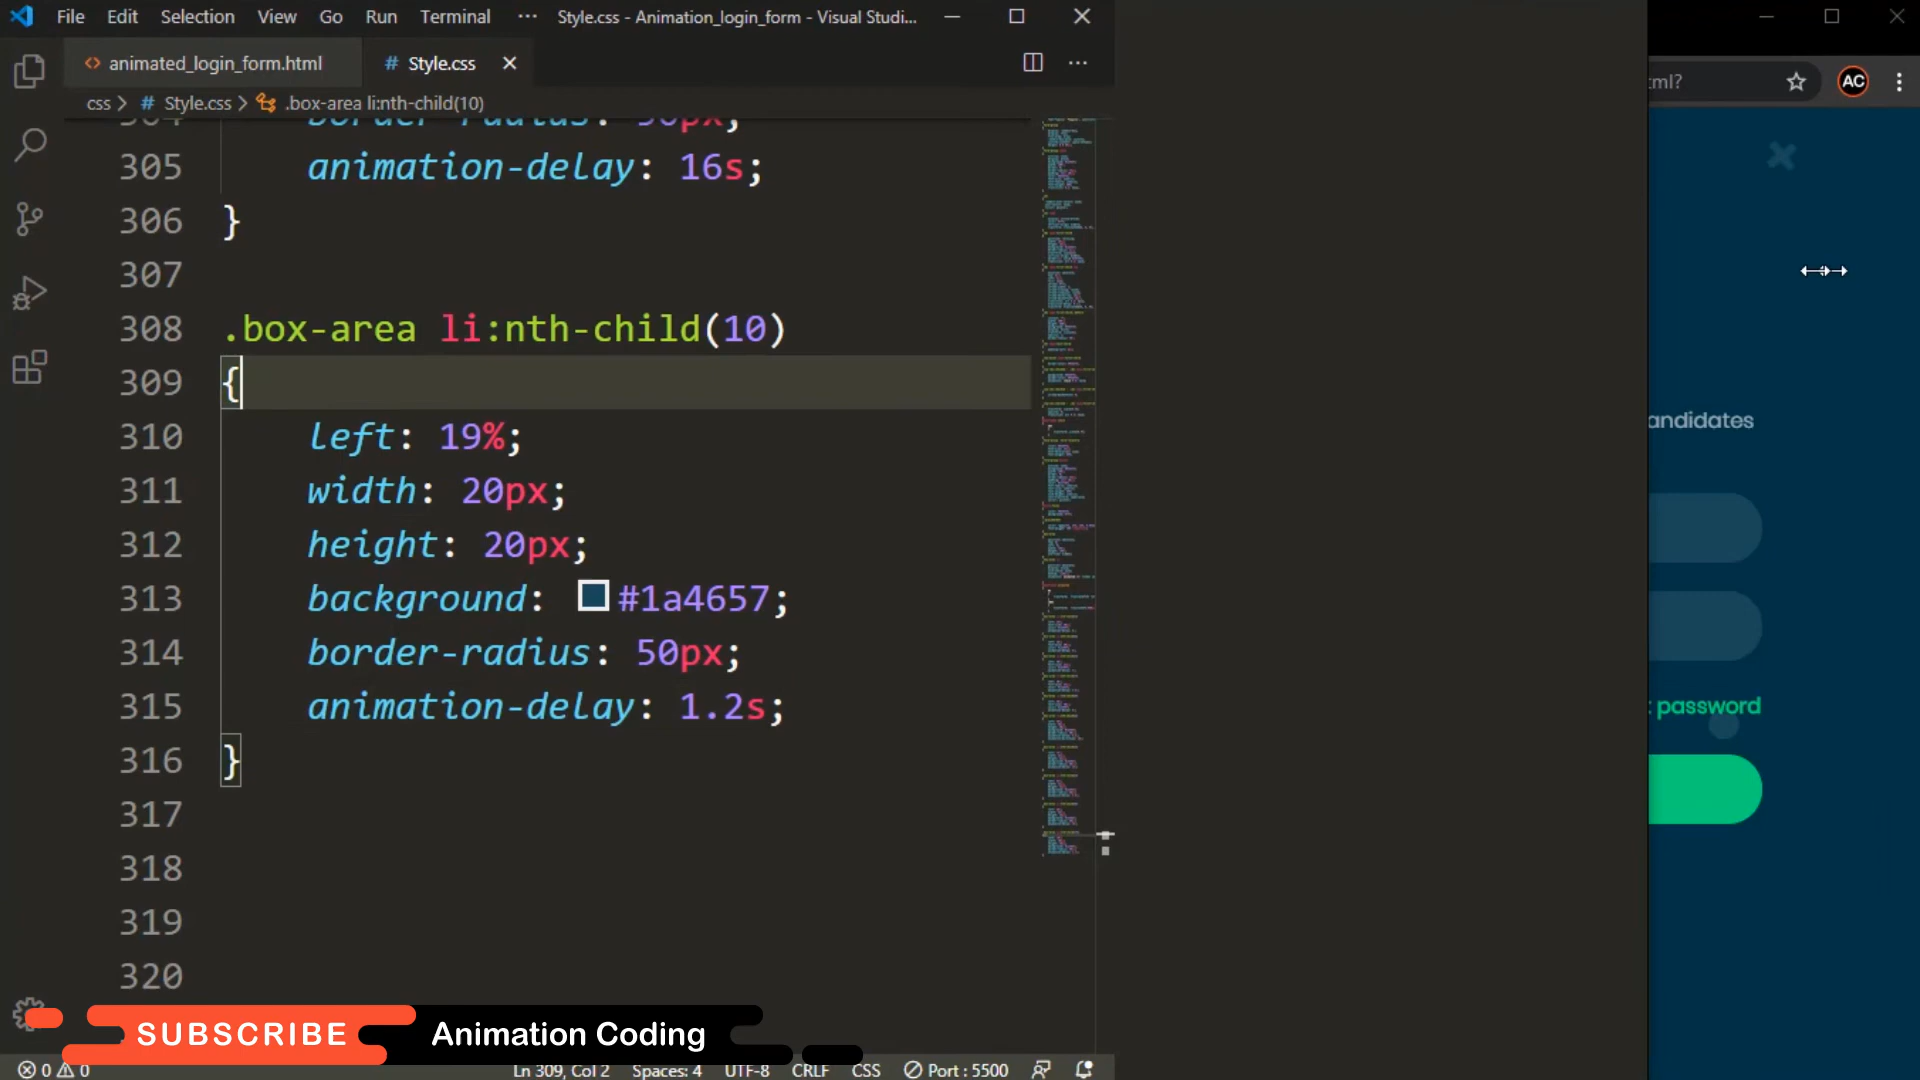 File Edit Selection View Go Run Terminal ··· Style.css - Animation_login_form - Visual Studi...
<> animated_login_form.html # Style.css
css > # Style.css > .box-area li:nth-child(10)
304 border-radius: 50px;
305 animation-delay: 16s;
306 }
307
308 .box-area li:nth-child(10)
309 {
310 left: 19%;
311 width: 20px;
312 height: 20px;
313 background: #1a4657;
314 border-radius: 50px;
315 animation-delay: 1.2s;
316 }
317
318
319
320
SUBSCRIBE Animation Coding
0 0 Ln 309, Col 2 Spaces: 4 UTF-8 CRLF CSS Port : 5500
ml?
AC
andidates
password